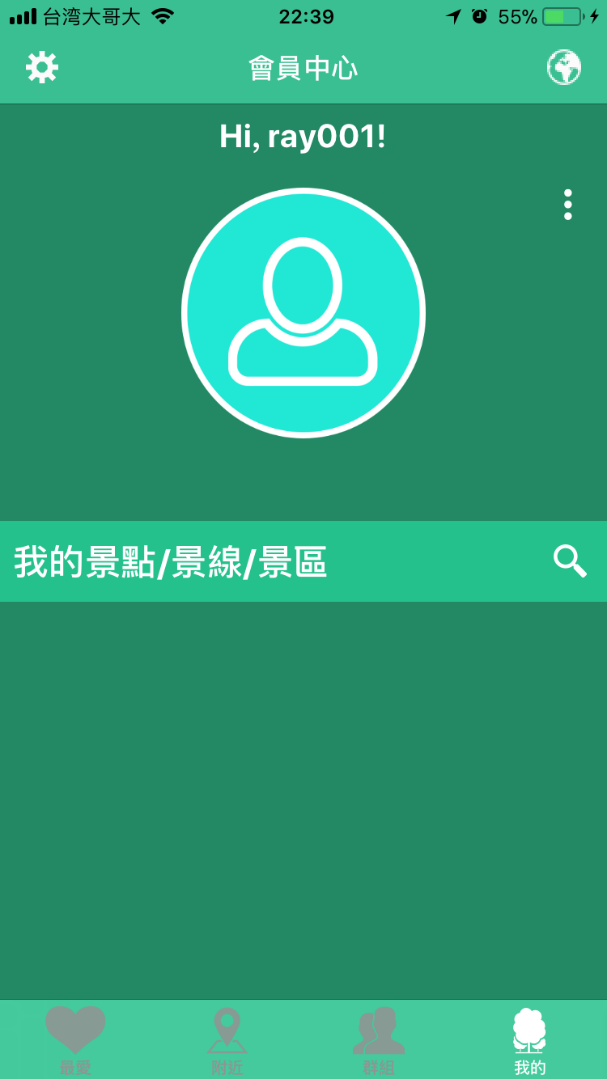 台湾大哥大 22:39 55%
會員中心
Hi, ray001!
我的景點/景線/景區
最愛 附近 群組 我的